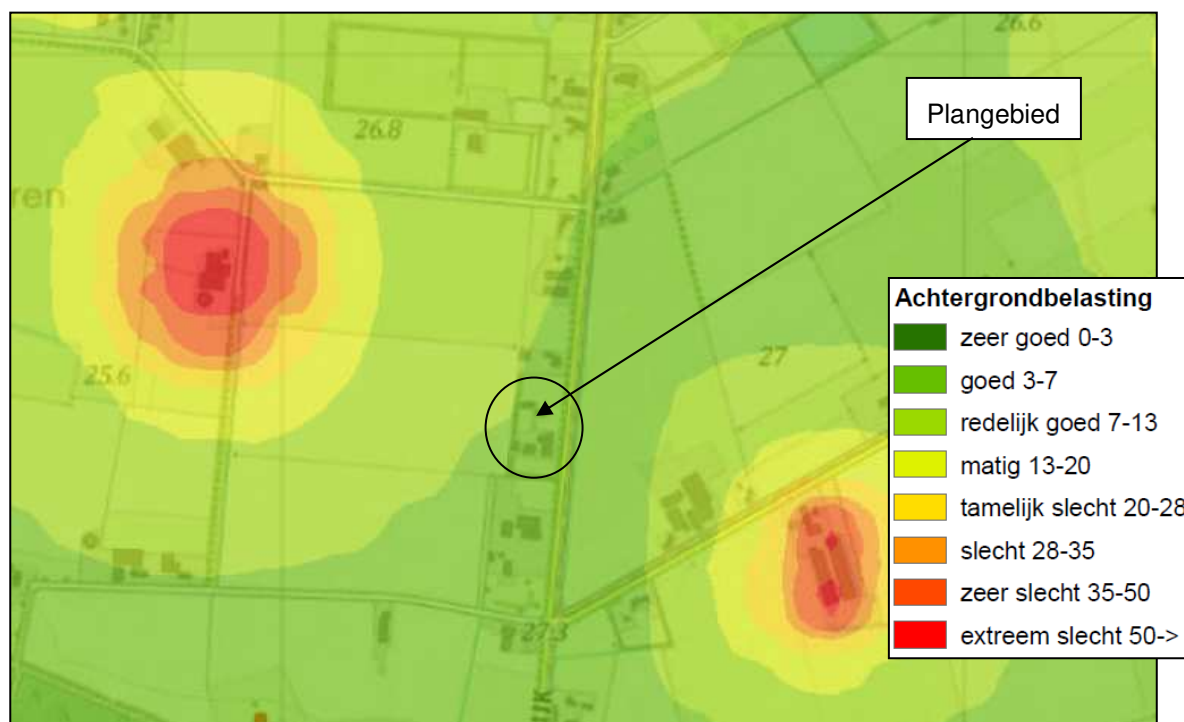 26.6
Plangebied
26.8
ren
Achtergrondbelasting
zeer goed 0-3
goed 3-7
redelijk goed 7-13
matig 13-20
tamelijk slecht 20-28
slecht 28-35
zeer slecht 35-50
extreem slecht 50->
27
25.6
27.3
IJK